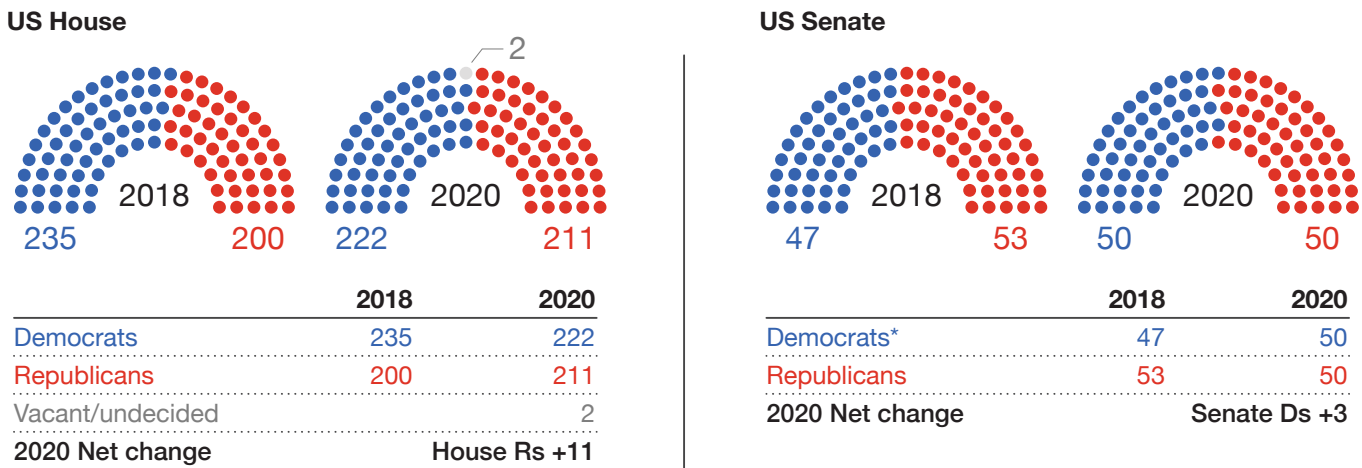 US House
2
2018
2020
235
200
222
211
2018 2020
Democrats 235 222
Republicans 200 211
Vacant/undecided 2
2020 Net change House Rs +11
US Senate
2018
2020
47
53
50
50
2018 2020
Democrats* 47 50
Republicans 53 50
2020 Net change Senate Ds +3